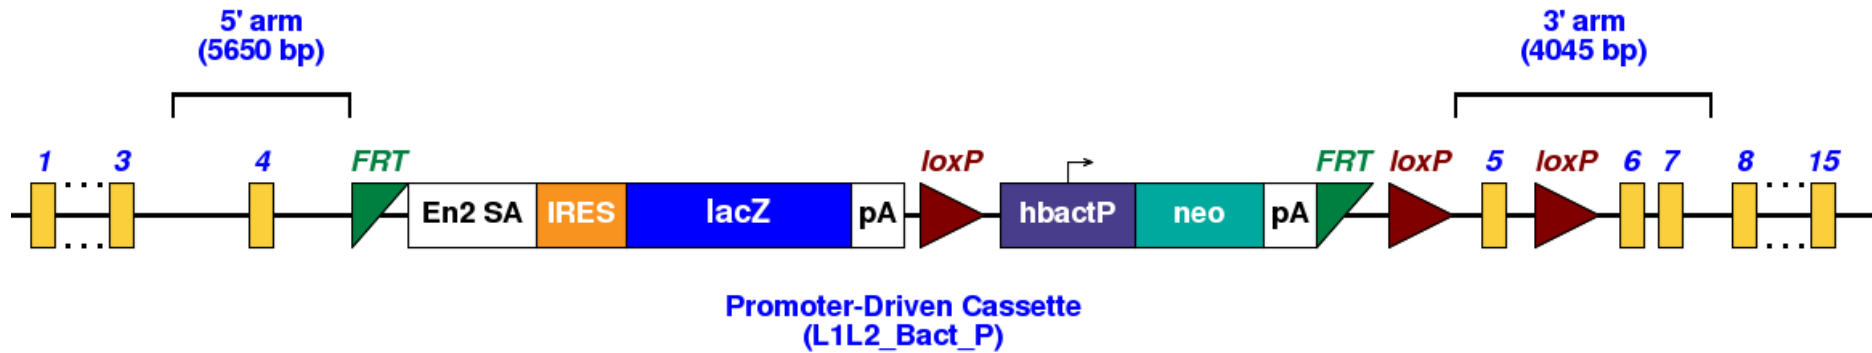 5' arm
(5650 bp)
3' arm
(4045 bp)
1 ... 3 4 FRT loxP FRT loxP 5 loxP 6 7 8 ... 15
En2 SA IRES lacZ pA hbactP neo pA
...
...
Promoter-Driven Cassette
(L1L2_Bact_P)